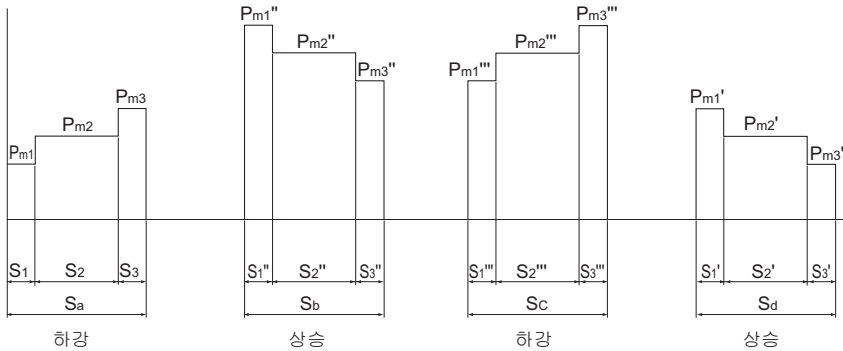 Pm1'' Pm3'''
Pm2'' Pm2'''
Pm3'' Pm1'''
Pm3 Pm1'
Pm2 Pm2'
Pm1 Pm3'
S1 S2 S3 S1'' S2'' S3'' S1''' S2''' S3''' S1' S2' S3'
Sa Sb SC Sd
하강 상승 하강 상승